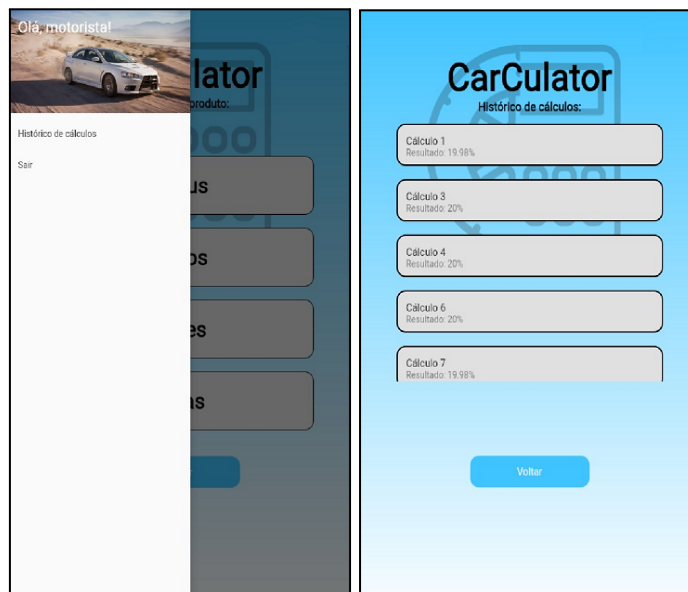 Olá, motorista!
Histórico de cálculos
Sair
lator
produto:
us
os
es
as
CarCulator
Histórico de cálculos:
Cálculo 1
Resultado: 19.98%
Cálculo 3
Resultado: 20%
Cálculo 4
Resultado: 20%
Cálculo 6
Resultado: 20%
Cálculo 7
Resultado: 19.98%
Voltar